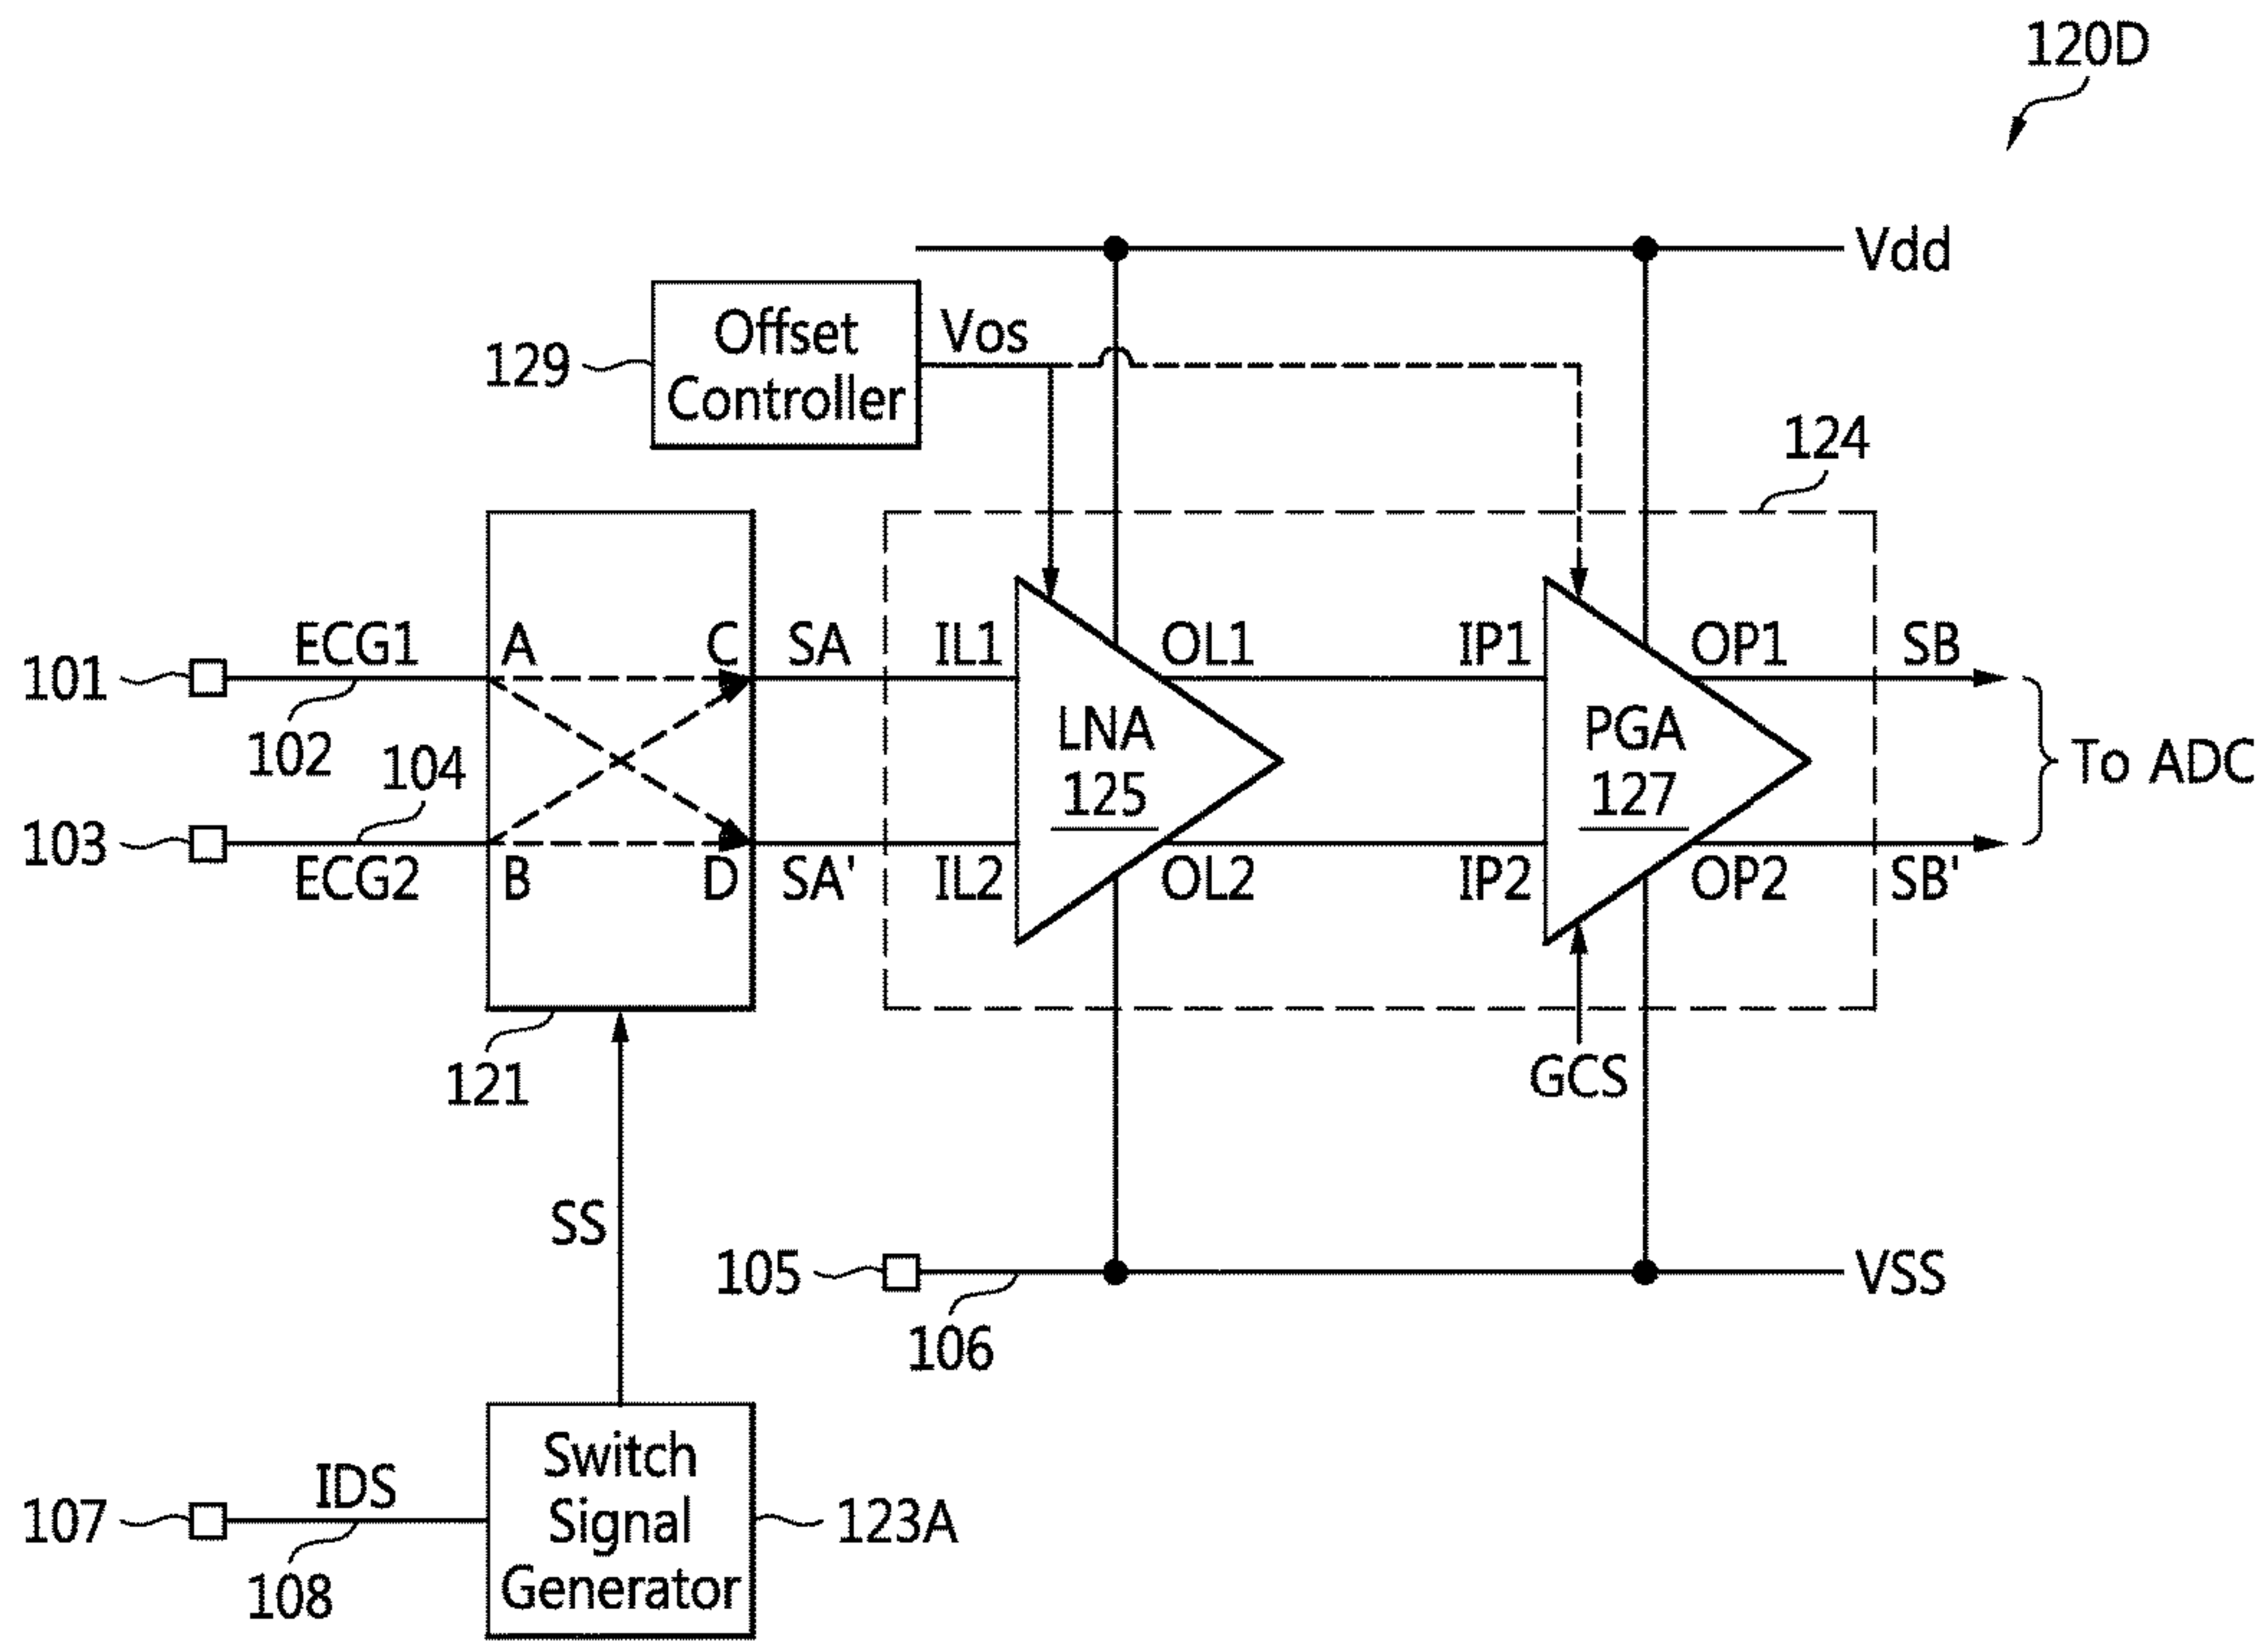 120D
Vdd
Offset
Controller
129
Vos
124
ECG1
A
C
SA
IL1
OL1
IP1
OP1
SB
101
102
104
LNA
125
PGA
127
To ADC
103
ECG2
B
D
SA'
IL2
OL2
IP2
OP2
SB'
121
GCS
SS
105
VSS
106
Switch
Signal
Generator
IDS
107
123A
108